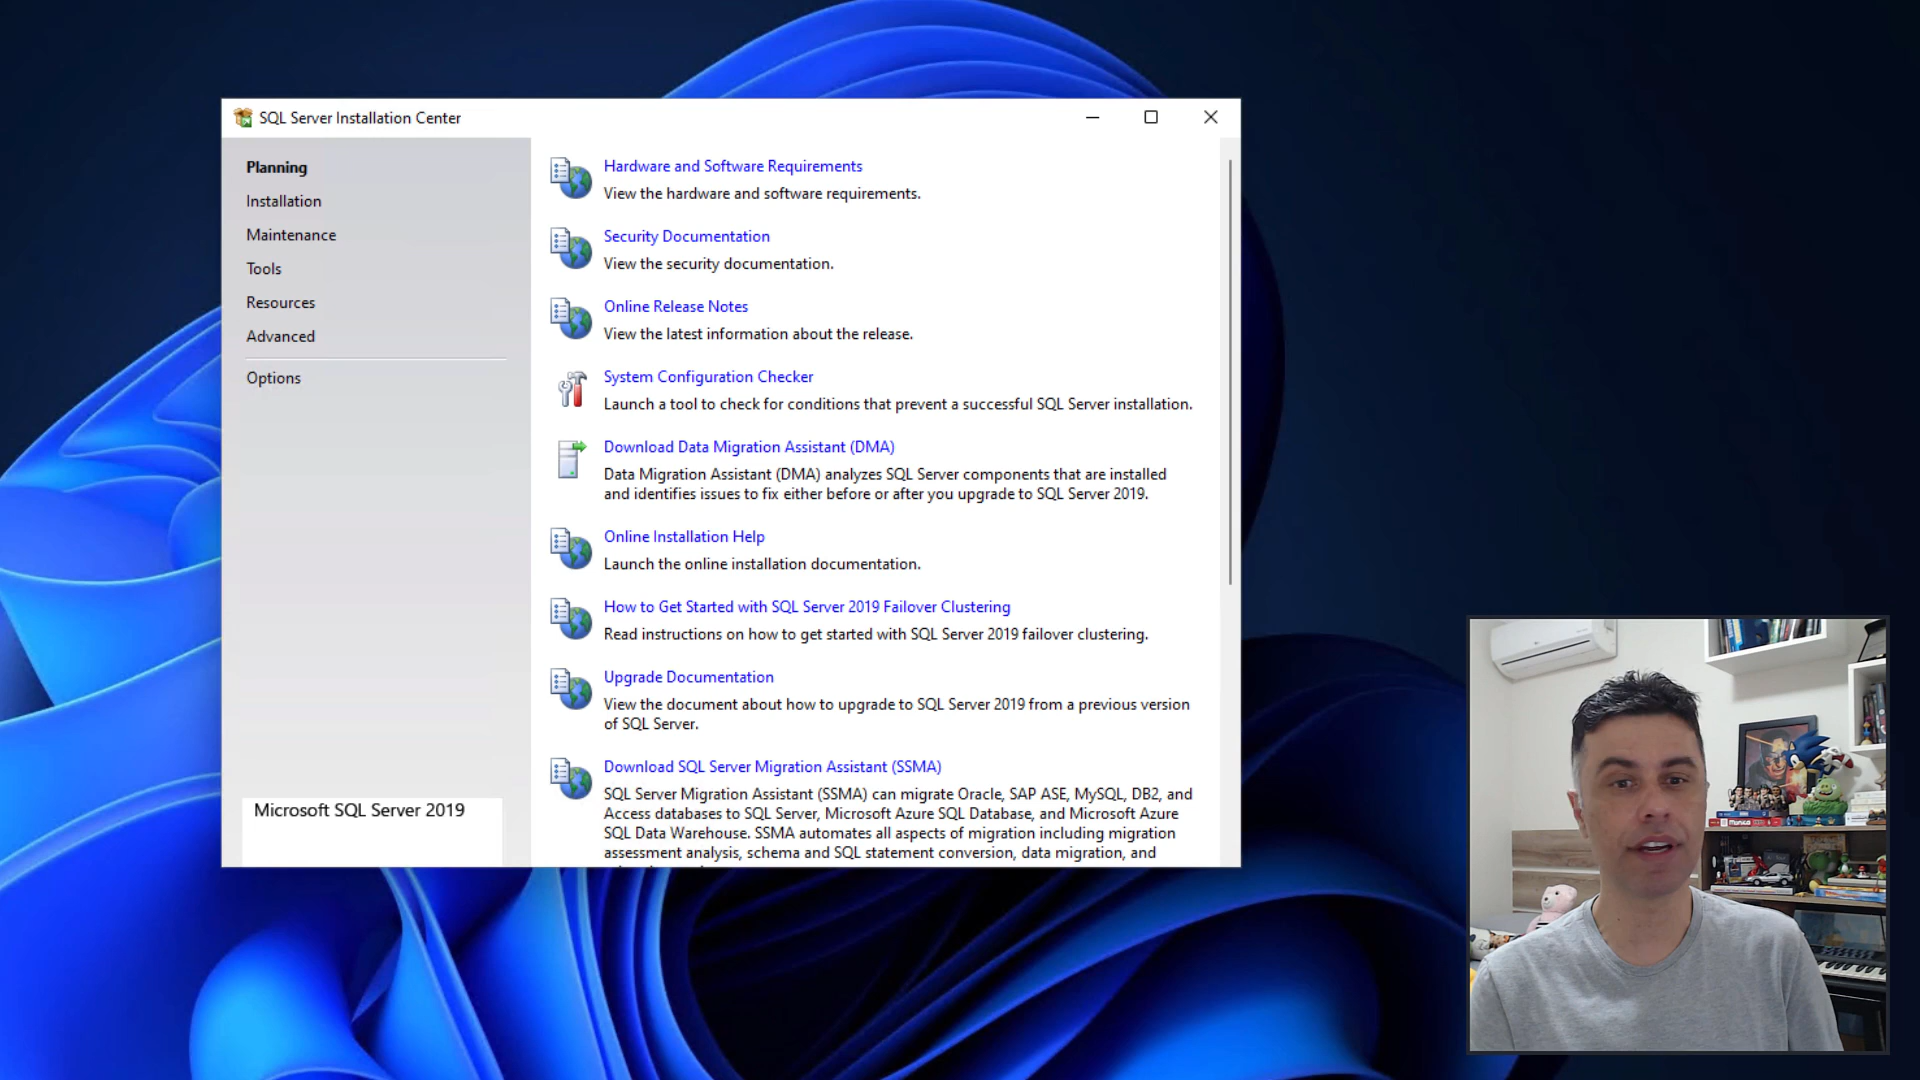 SQL Server Installation Center
Planning
Installation
Maintenance
Tools
Resources
Advanced
Options
Microsoft SQL Server 2019
Hardware and Software Requirements
View the hardware and software requirements.
Security Documentation
View the security documentation.
Online Release Notes
View the latest information about the release.
System Configuration Checker
Launch a tool to check for conditions that prevent a successful SQL Server installation.
Download Data Migration Assistant (DMA)
Data Migration Assistant (DMA) analyzes SQL Server components that are installed
and identifies issues to fix either before or after you upgrade to SQL Server 2019.
Online Installation Help
Launch the online installation documentation.
How to Get Started with SQL Server 2019 Failover Clustering
Read instructions on how to get started with SQL Server 2019 failover clustering.
Upgrade Documentation
View the document about how to upgrade to SQL Server 2019 from a previous version
of SQL Server.
Download SQL Server Migration Assistant (SSMA)
SQL Server Migration Assistant (SSMA) can migrate Oracle, SAP ASE, MySQL, DB2, and
Access databases to SQL Server, Microsoft Azure SQL Database, and Microsoft Azure
SQL Data Warehouse. SSMA automates all aspects of migration including migration
assessment analysis, schema and SQL statement conversion, data migration, and